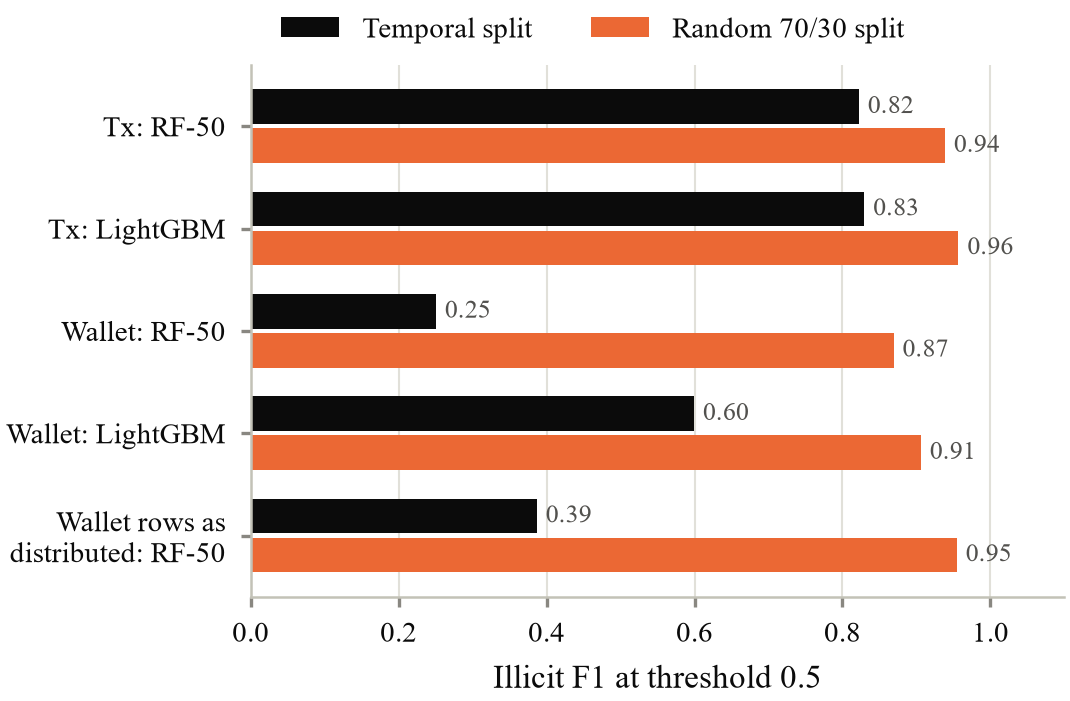 Temporal split
Random 70/30 split
Tx: RF-50
0.82
0.94
Tx: LightGBM
0.83
0.96
Wallet: RF-50
0.25
0.87
Wallet: LightGBM
0.60
0.91
Wallet rows as
distributed: RF-50
0.39
0.95
0.0 0.2 0.4 0.6 0.8 1.0
Illicit F1 at threshold 0.5